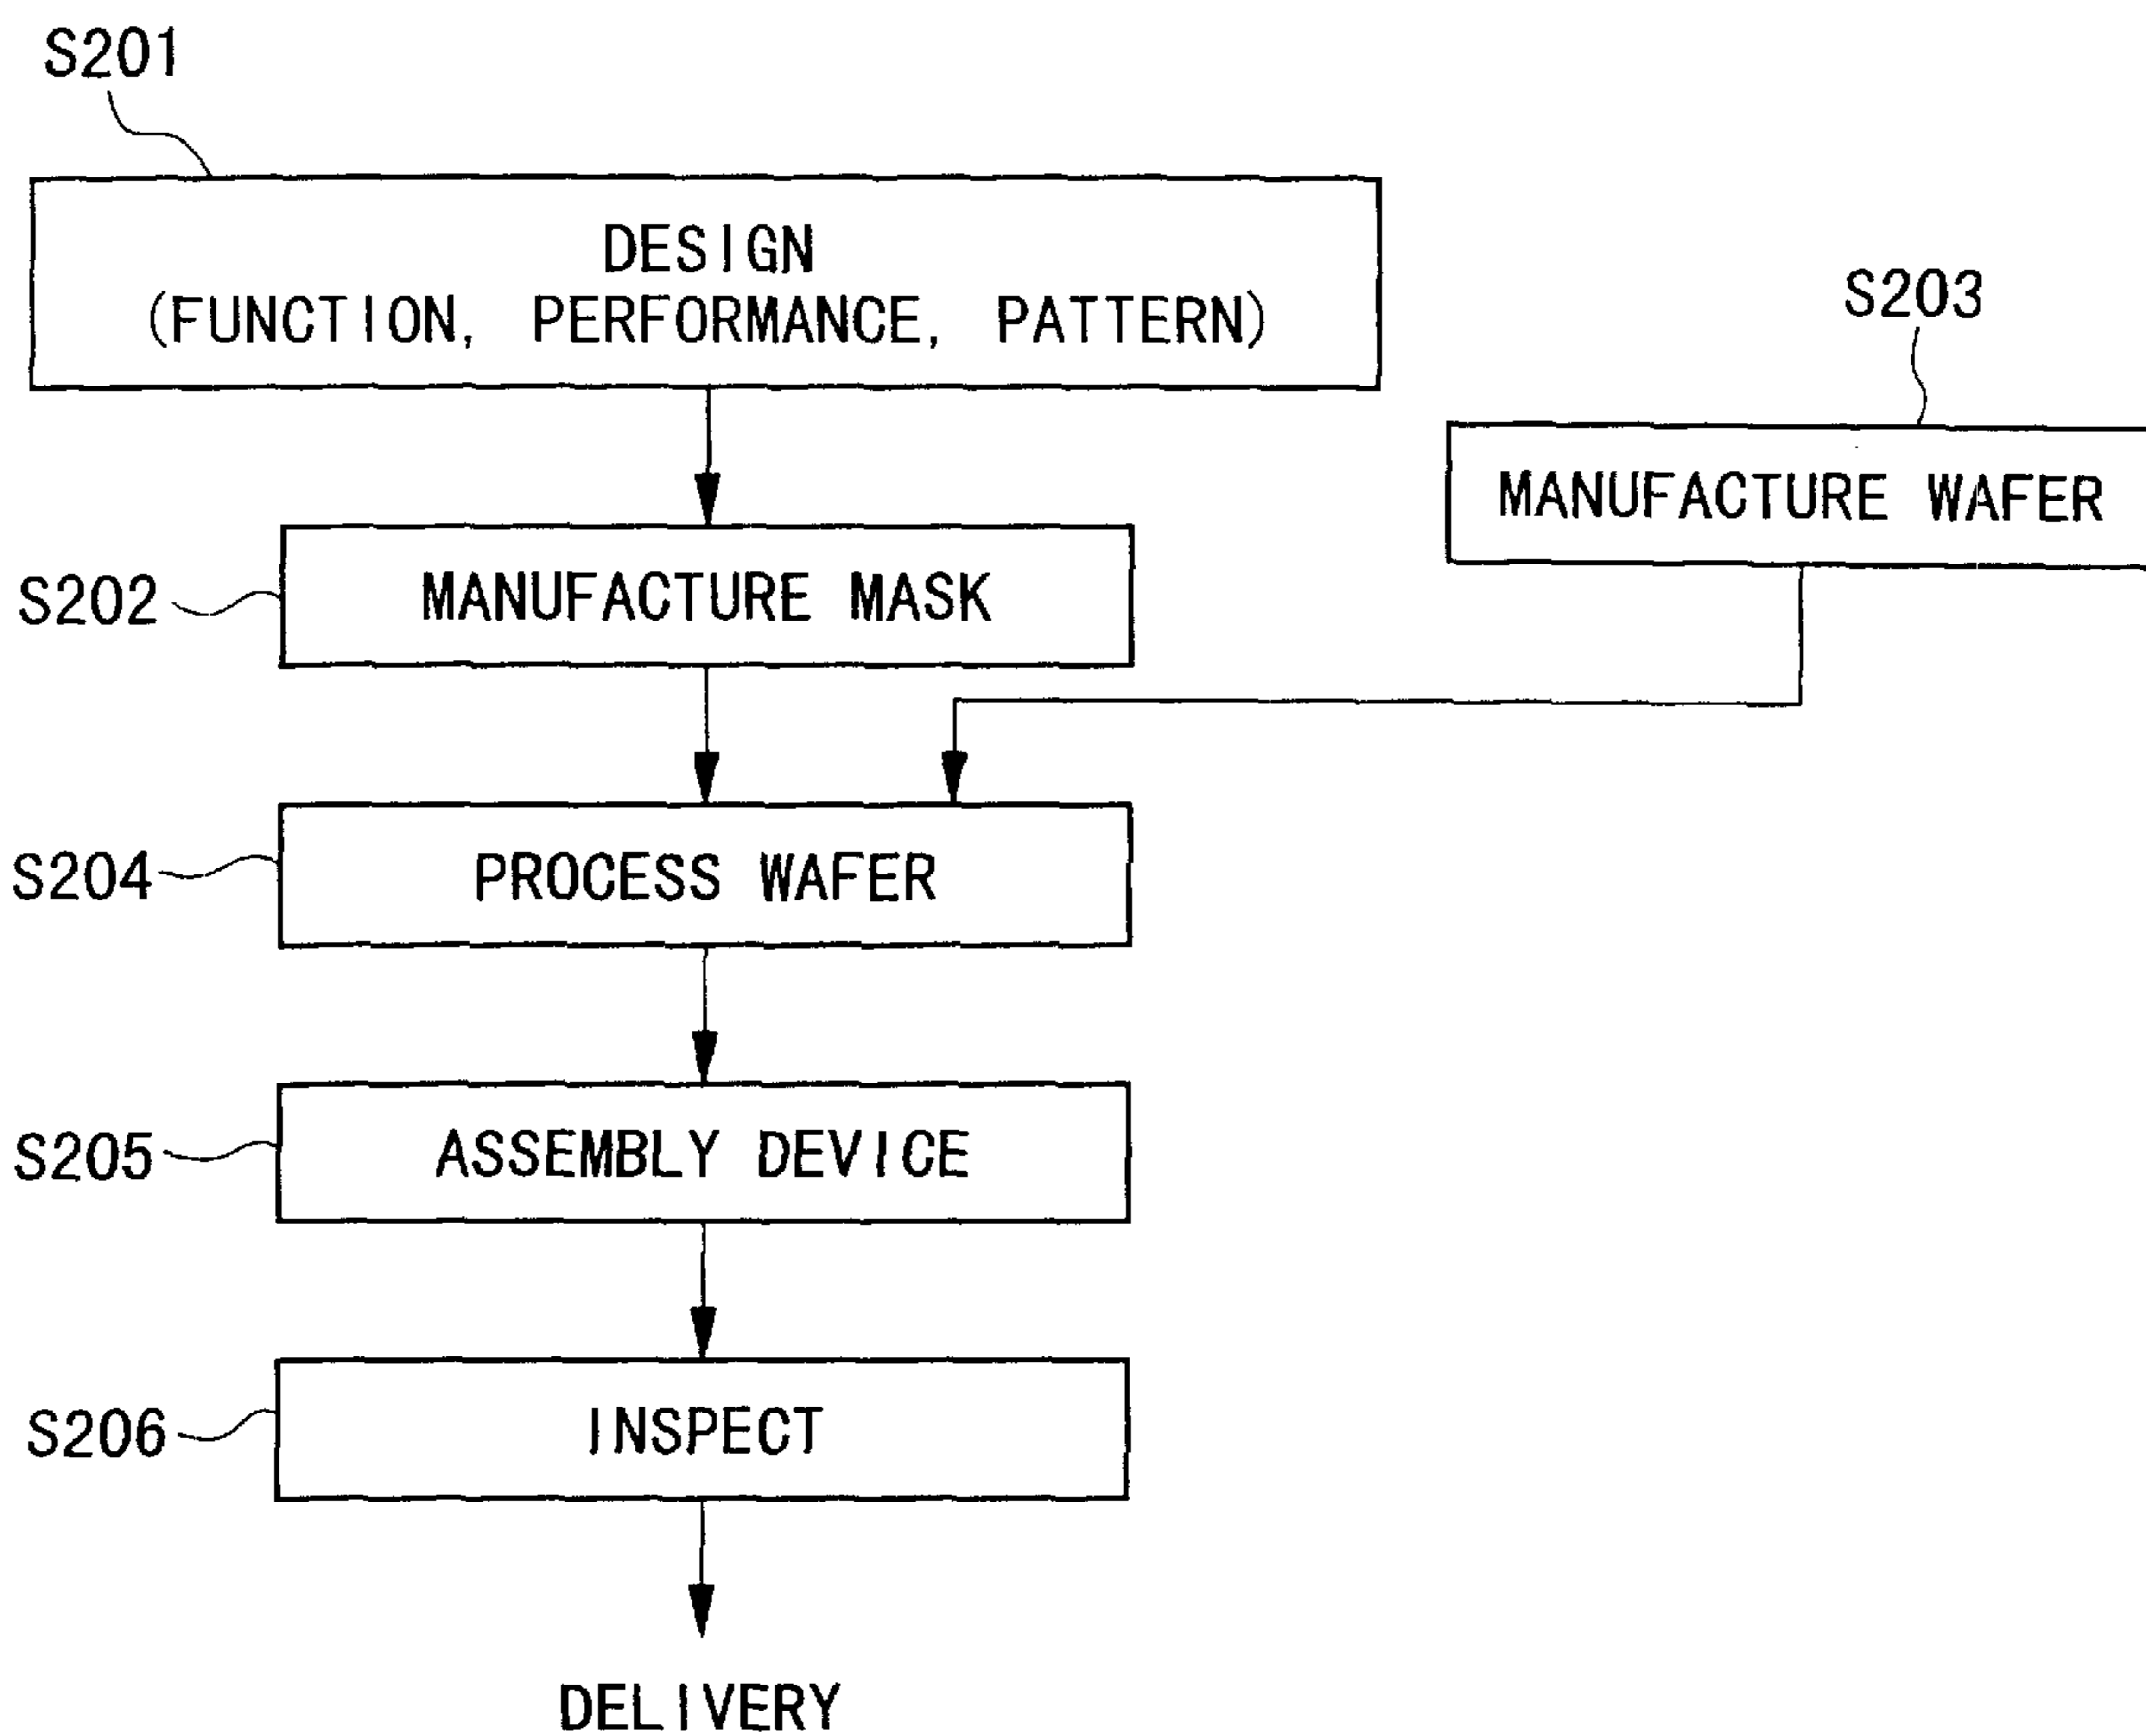 S201
DESIGN
(FUNCTION, PERFORMANCE, PATTERN)
S203
MANUFACTURE WAFER
S202
MANUFACTURE MASK
S204
PROCESS WAFER
S205
ASSEMBLY DEVICE
S206
INSPECT
DELIVERY